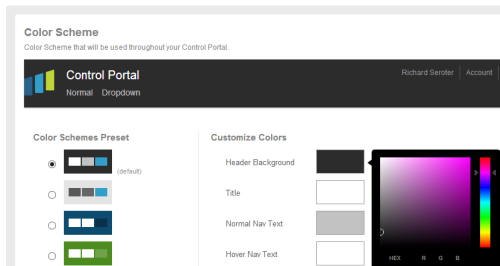 Color Scheme
Color Scheme that will be used throughout your Control Portal.
Control Portal
Richard Seroter
Account
Normal Dropdown
Color Schemes Preset
Customize Colors
(default)
Header Background
Title
Normal Nav Text
Hover Nav Text
HEX R G B